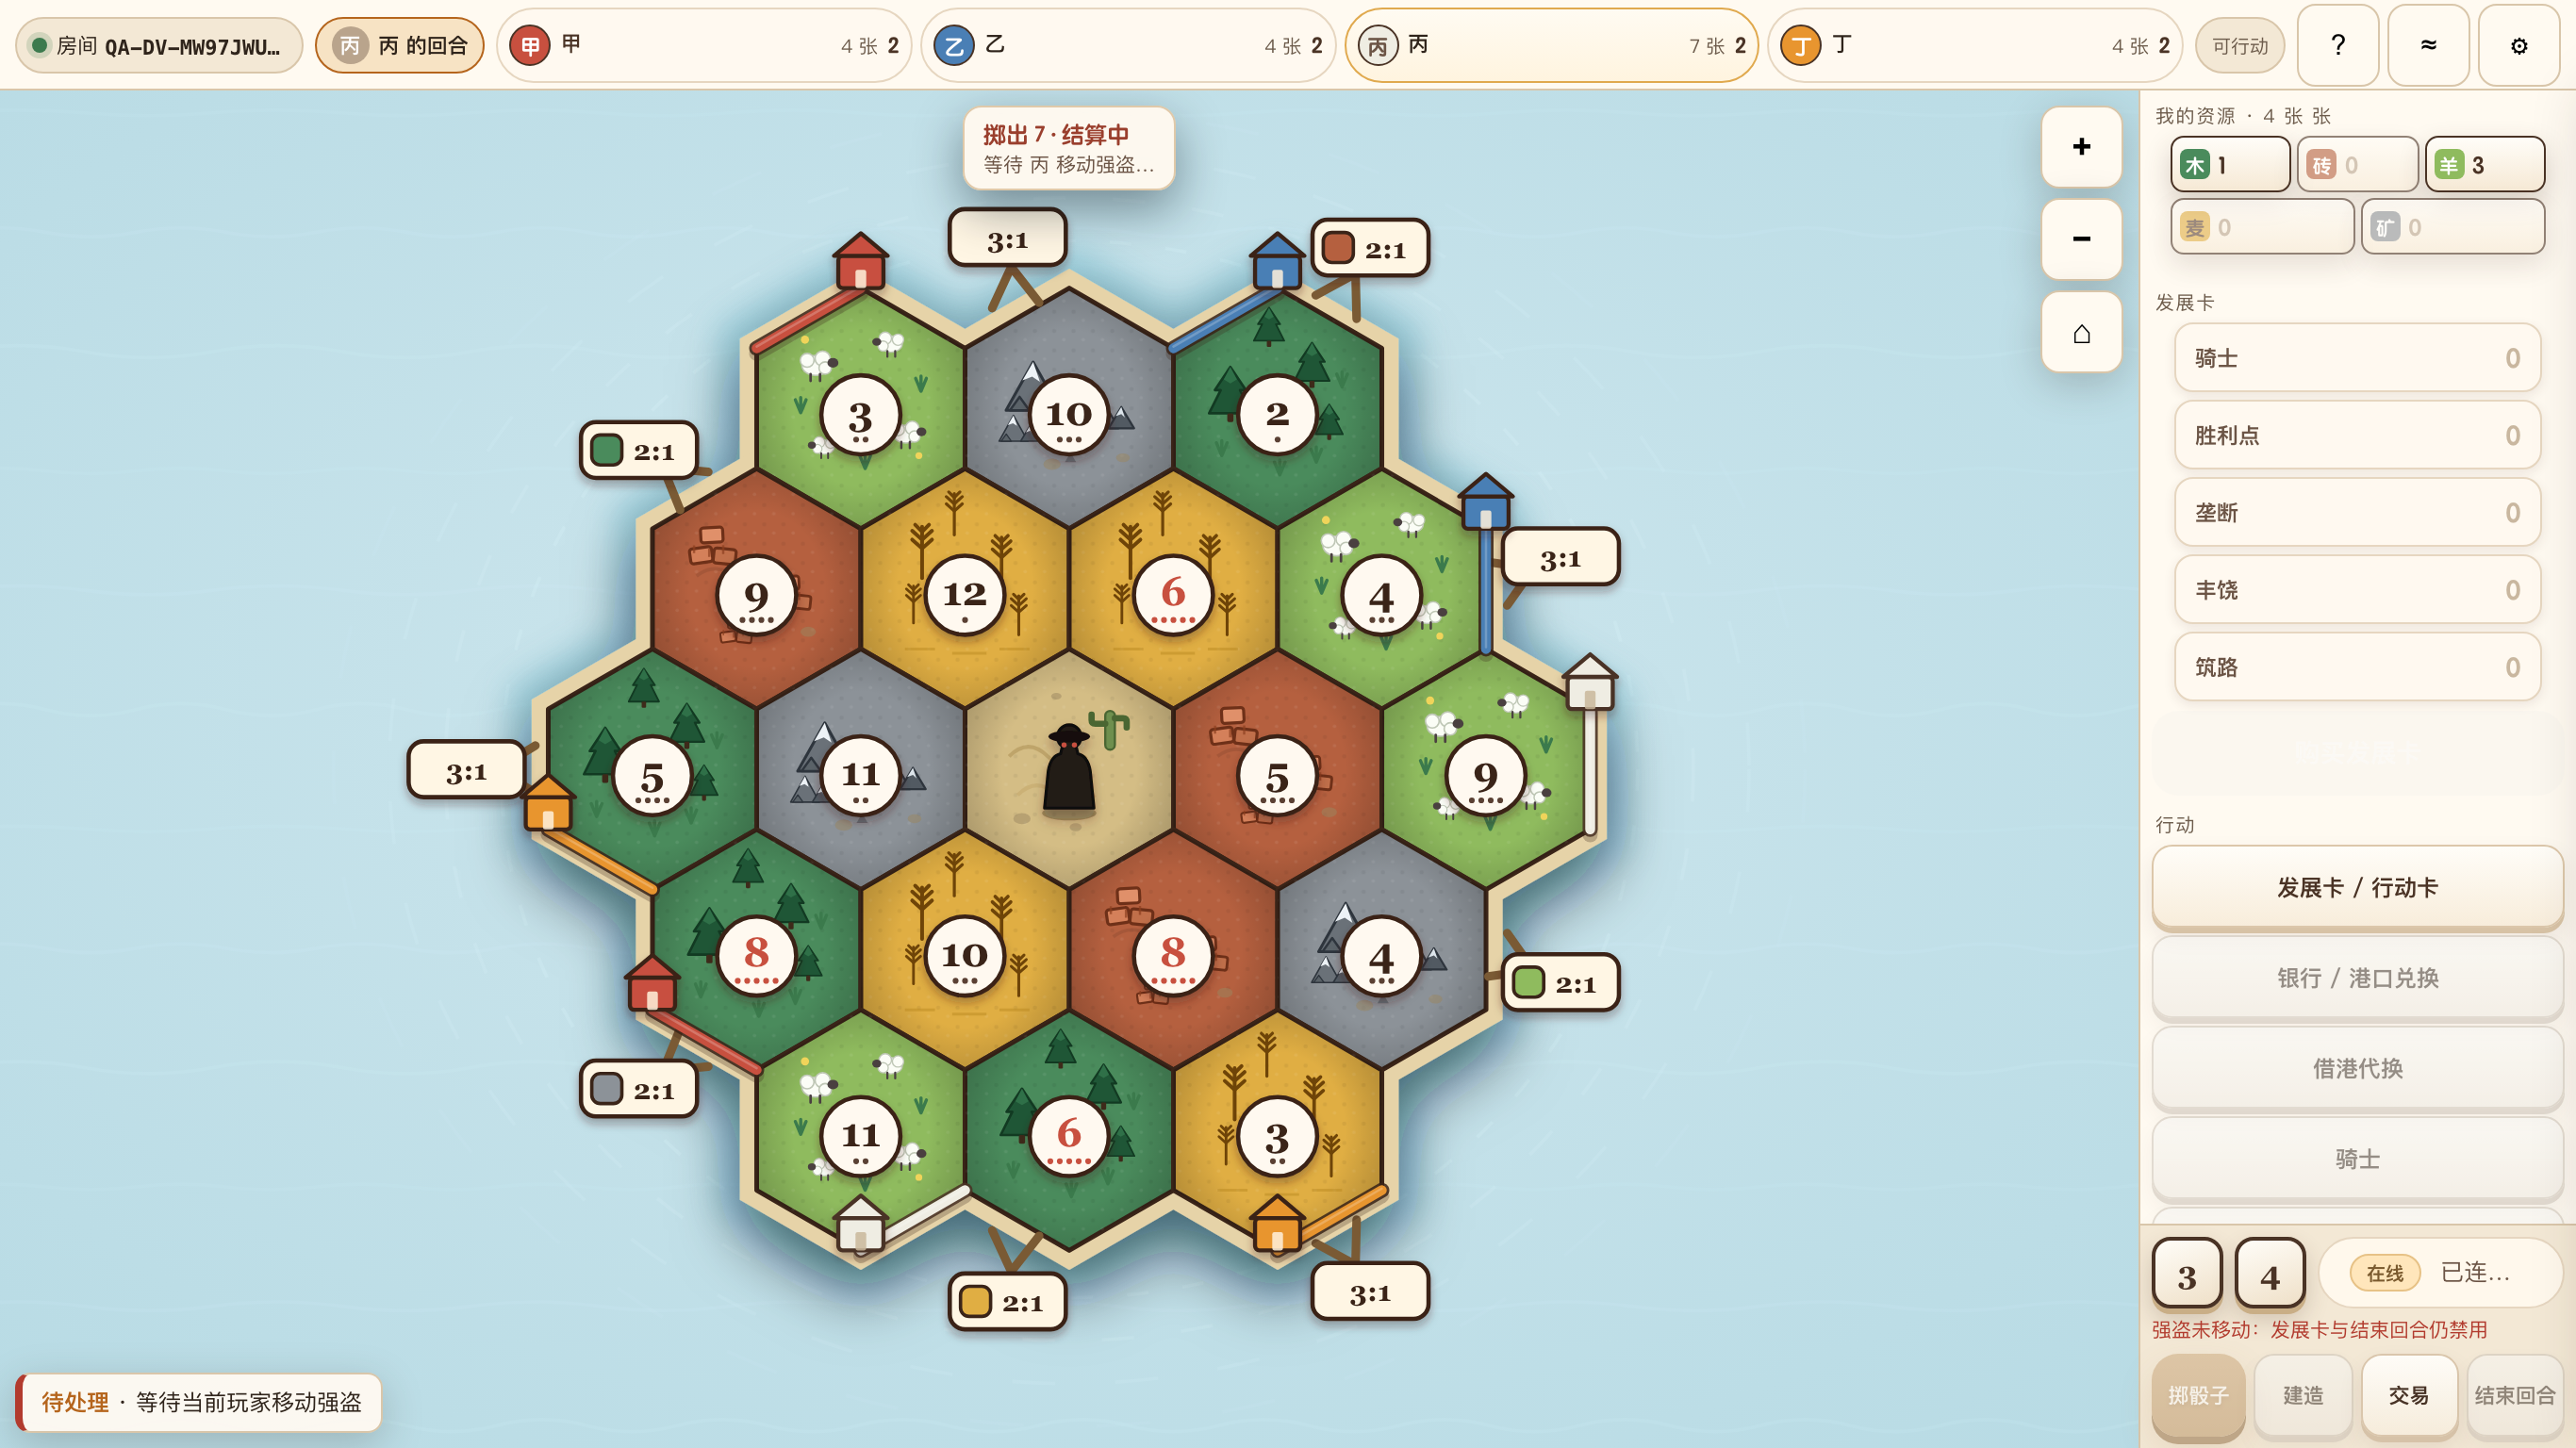 房间 QA-DV-MW97JWU…
丙 丙 的回合
甲 甲 4 张 2
乙 乙 4 张 2
丙 丙 7 张 2
丁 丁 4 张 2
可行动
?
≈
掷出 7 · 结算中
等待 丙 移动强盗…
+
−
3:1
2:1
3
10
2
2:1
9
12
6
4
3:1
3:1
5
11
5
9
8
10
8
4
2:1
2:1
11
6
3
2:1
3:1
待处理 · 等待当前玩家移动强盗
我的资源 · 4 张 张
木 1
砖 0
羊 3
麦 0
矿 0
发展卡
骑士 0
胜利点 0
垄断 0
丰饶 0
筑路 0
行动
发展卡 / 行动卡
银行 / 港口兑换
借港代换
骑士
3 4 在线 已连…
强盗未移动：发展卡与结束回合仍禁用
掷骰子 建造 交易 结束回合